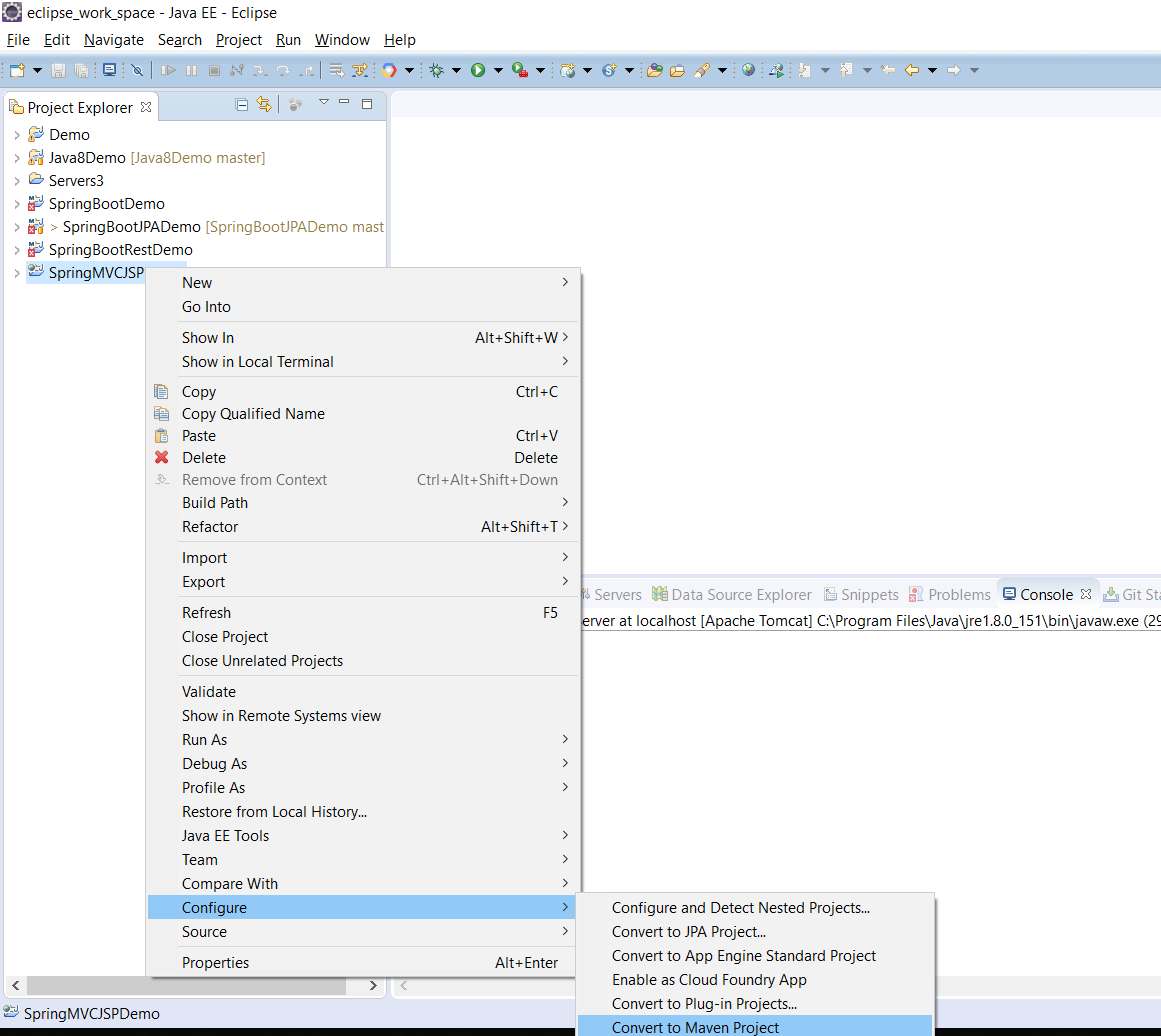 eclipse_work_space - Java EE - Eclipse
File Edit Navigate Search Project Run Window Help
Project Explorer
Demo
Java8Demo [Java8Demo master]
Servers3
SpringBootDemo
> SpringBootJPADemo [SpringBootJPADemo mast
SpringBootRestDemo
SpringMVCJSP
New
Go Into
Show In Alt+Shift+W
Show in Local Terminal
Copy Ctrl+C
Copy Qualified Name
Paste Ctrl+V
Delete Delete
Remove from Context Ctrl+Alt+Shift+Down
Build Path
Refactor Alt+Shift+T
Import
Export
Refresh F5
Close Project
Close Unrelated Projects
Validate
Show in Remote Systems view
Run As
Debug As
Profile As
Restore from Local History...
Java EE Tools
Team
Compare With
Configure
Source
Properties Alt+Enter
Servers Data Source Explorer Snippets Problems Console Git Sta
erver at localhost [Apache Tomcat] C:\Program Files\Java\jre1.8.0_151\bin\javaw.exe (29
Configure and Detect Nested Projects...
Convert to JPA Project...
Convert to App Engine Standard Project
Enable as Cloud Foundry App
Convert to Plug-in Projects...
Convert to Maven Project
SpringMVCJSPDemo